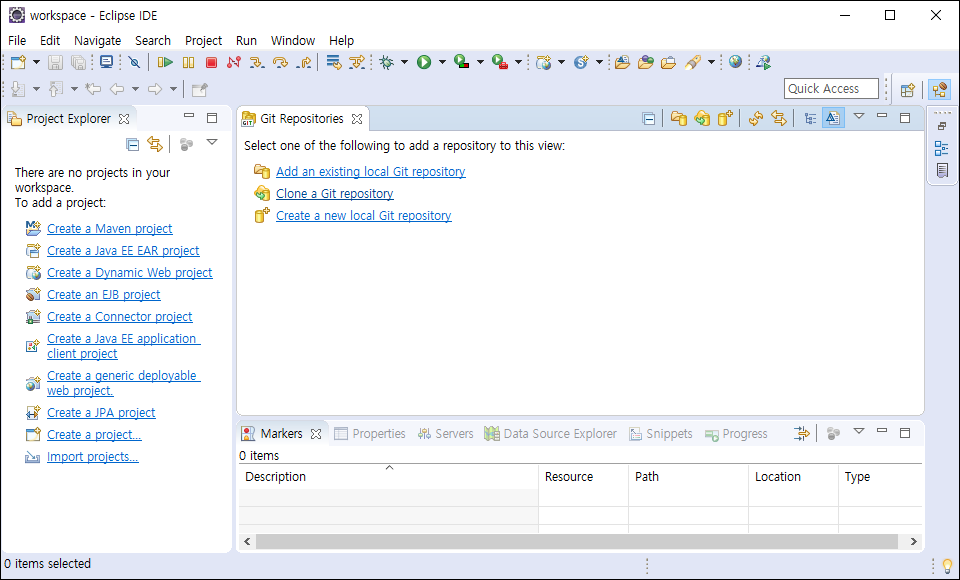 workspace - Eclipse IDE
File Edit Navigate Search Project Run Window Help
Quick Access
Project Explorer
There are no projects in your
workspace.
To add a project:
Create a Maven project
Create a Java EE EAR project
Create a Dynamic Web project
Create an EJB project
Create a Connector project
Create a Java EE application
client project
Create a generic deployable
web project.
Create a JPA project
Create a project...
Import projects...
GIT Git Repositories
Select one of the following to add a repository to this view:
Add an existing local Git repository
Clone a Git repository
Create a new local Git repository
Markers Properties Servers Data Source Explorer Snippets Progress
0 items
Description Resource Path Location Type
0 items selected